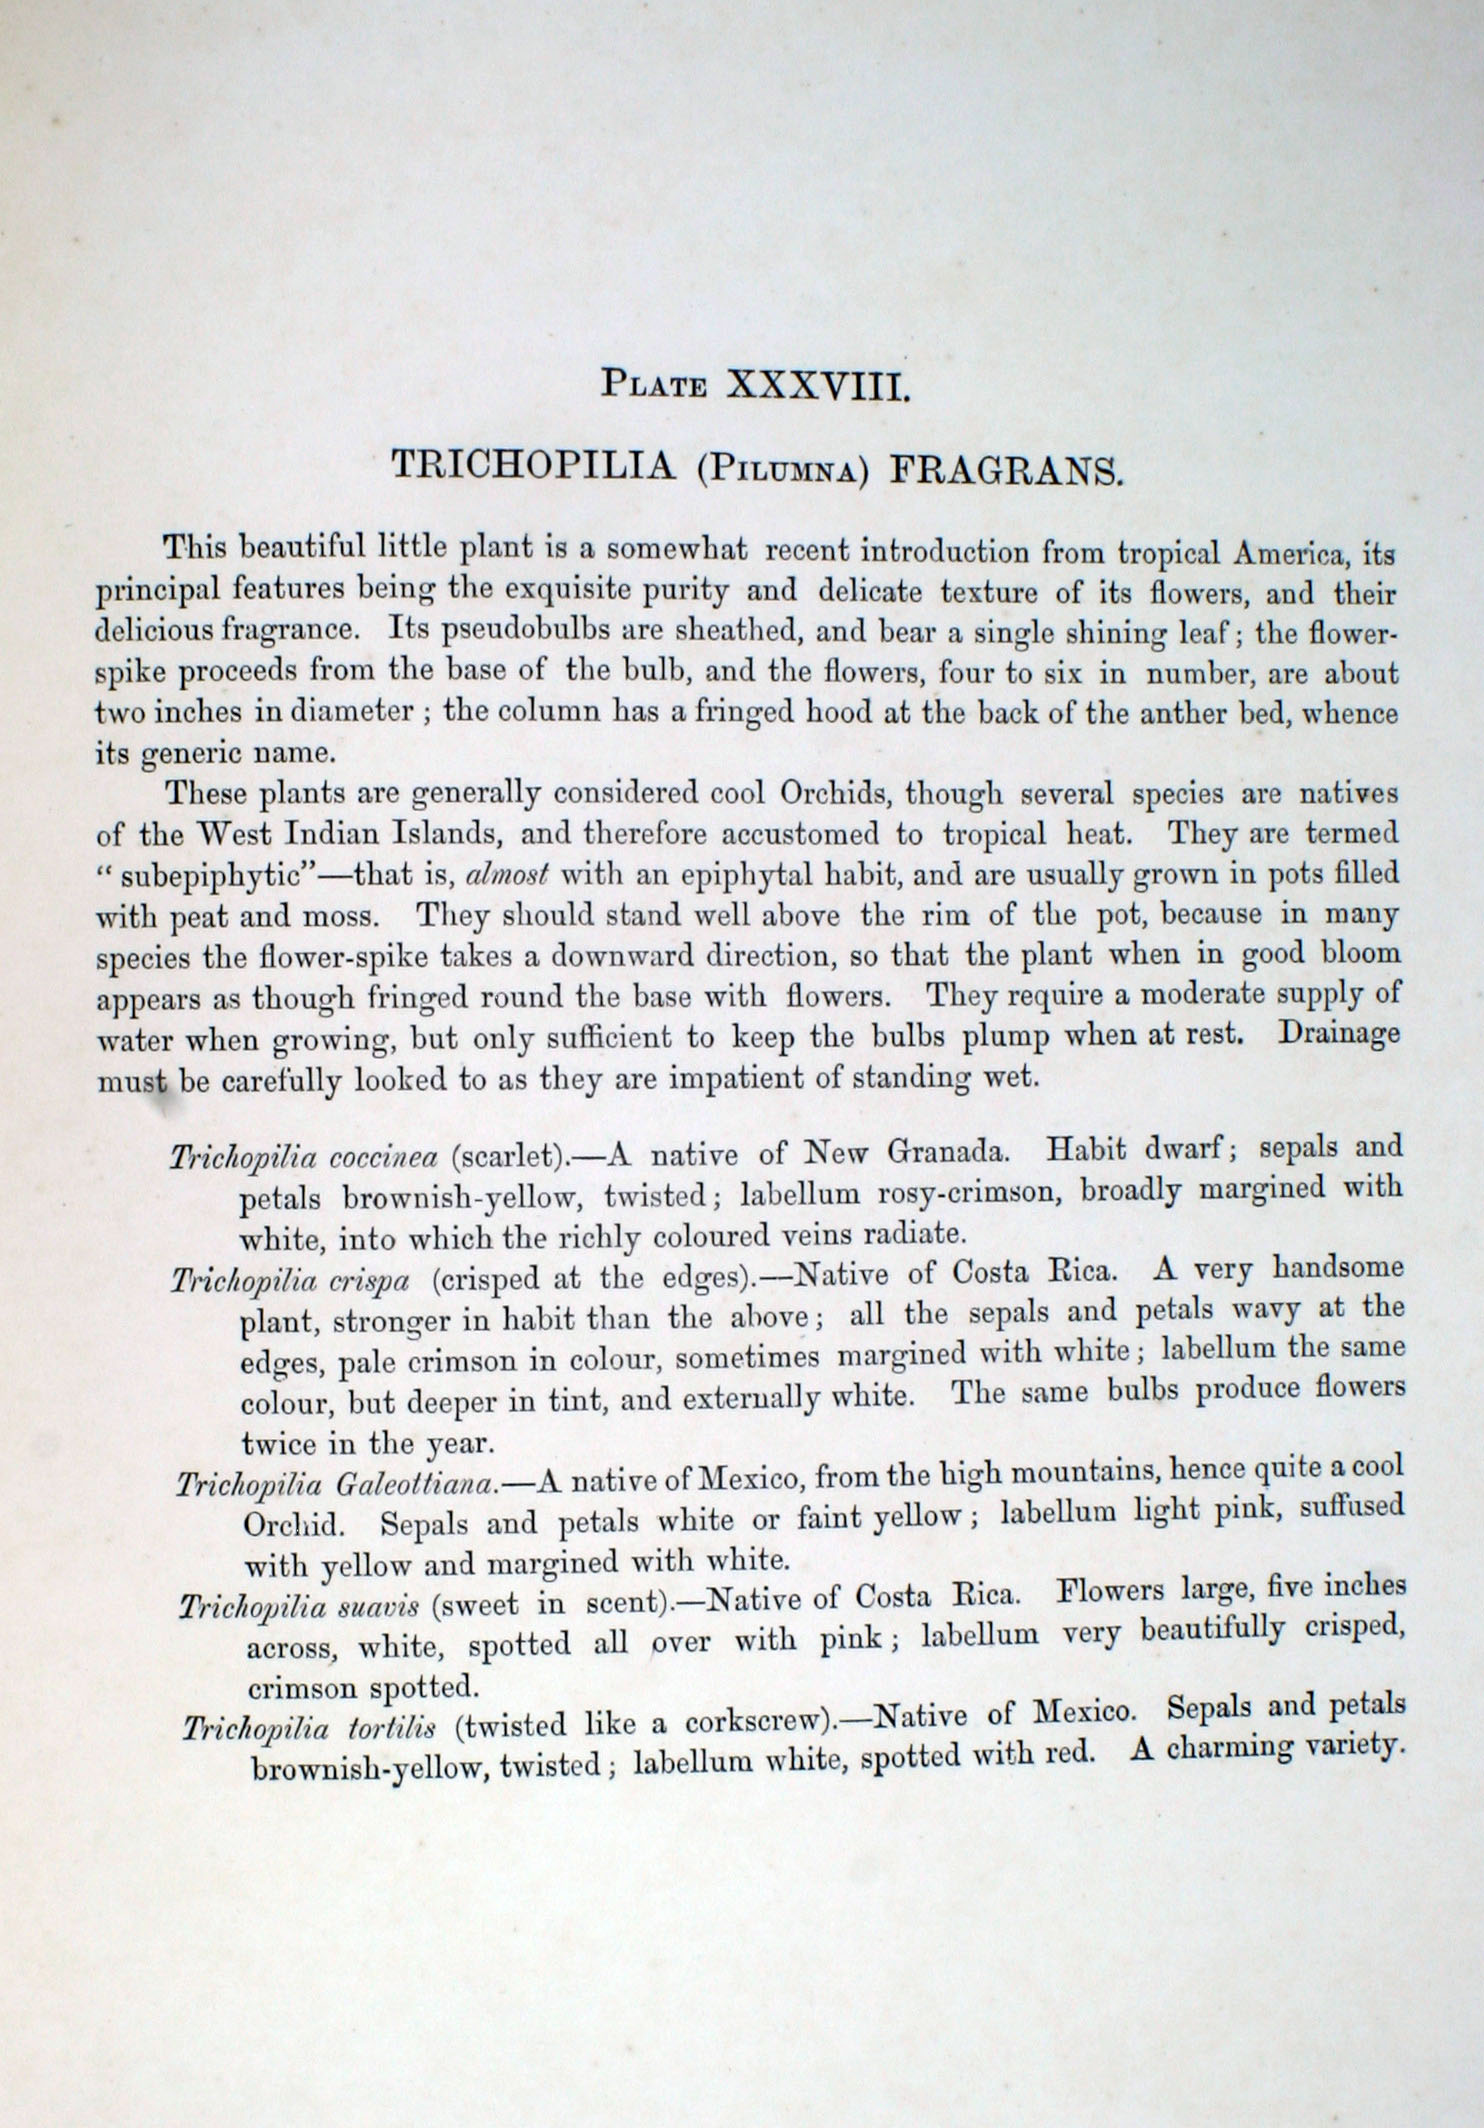 Plate XXXVIII.
TRICHOPILIA (Pilumna) FRAGRANS.
This beautiful little plant is a somewhat recent introduction from tropical America, its
principal features being the exquisite purity and delicate texture of its flowers, and their
delicious fragrance. Its pseudobulbs are sheathed, and bear a single shining leaf; the flower-
spike proceeds from the base of the bulb, and the flowers, four to six in number, are about
two inches in diameter ; the column has a fringed hood at the back of the anther bed, whence
its generic name.
These plants are generally considered cool Orchids, though several species are natives
of the West Indian Islands, and therefore accustomed to tropical heat. They are termed
“ subepiphytic”—that is, almost with an epiphytal habit, and are usually grown in pots filled
with peat and moss. They should stand well above the rim of the pot, because in many
species the flower-spike takes a downward direction, so that the plant when in good bloom
appears as though fringed round the base with flowers. They require a moderate supply of
water when growing, but only sufficient to keep the bulbs plump when at rest. Drainage
must be carefully looked to as they are impatient of standing wet.
Trichopilia coccinea (scarlet).—A native of New Granada. Habit dwarf; sepals and
petals brownish-yellow, twisted; labellum rosy-crimson, broadly margined with
white, into which the richly coloured veins radiate.
Trichopilia crispa (crisped at the edges).—Native of Costa Rica. A very handsome
plant, stronger in habit than the above; all the sepals and petals wavy at the
edges, pale crimson in colour, sometimes margined with white; labellum the same
colour, but deeper in tint, and externally white. The same bulbs produce flowers
twice in the year.
Trichopilia Galeottiana.—A native of Mexico, from the high mountains, hence quite a cool
Orchid. Sepals and petals white or faint yellow; labellum light pink, suffused
with yellow and margined with white.
Trichopilia suavis (sweet in scent).—Native of Costa Rica. Flowers large, five inches
across, white, spotted all over with pink; labellum very beautifully crisped,
crimson spotted.
Trichopilia tortilis (twisted like a corkscrew).—Native of Mexico. Sepals and petals
brownish-yellow, twisted; labellum white, spotted with red. A charming variety.